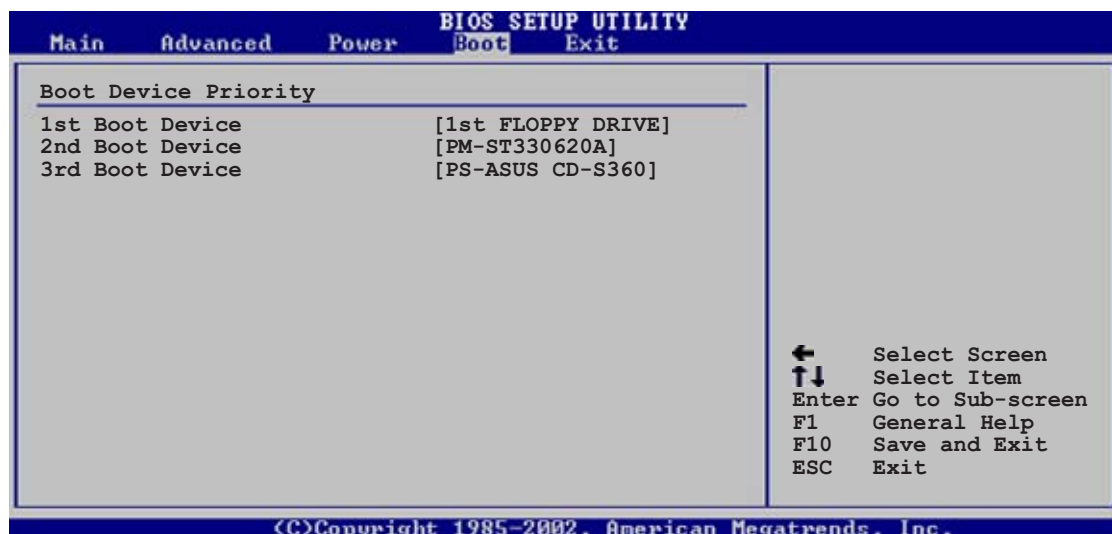 BIOS SETUP UTILITY
Main Advanced Power Boot Exit
Boot Device Priority
1st Boot Device [1st FLOPPY DRIVE]
2nd Boot Device [PM-ST330620A]
3rd Boot Device [PS-ASUS CD-S360]
← Select Screen
↑↓ Select Item
Enter Go to Sub-screen
F1 General Help
F10 Save and Exit
ESC Exit
(C)Copyright 1985-2002, American Megatrends, Inc.